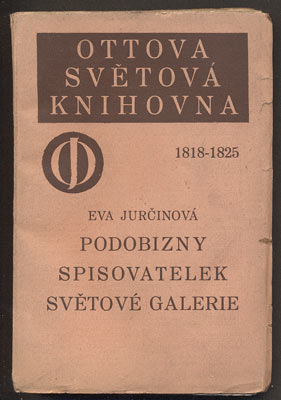 OTTOVA
SVĚTOVÁ
KNIHOVNA
1818-1825
EVA JURČINOVÁ
PODOBIZNY
SPISOVATELEK
SVĚTOVÉ GALERIE